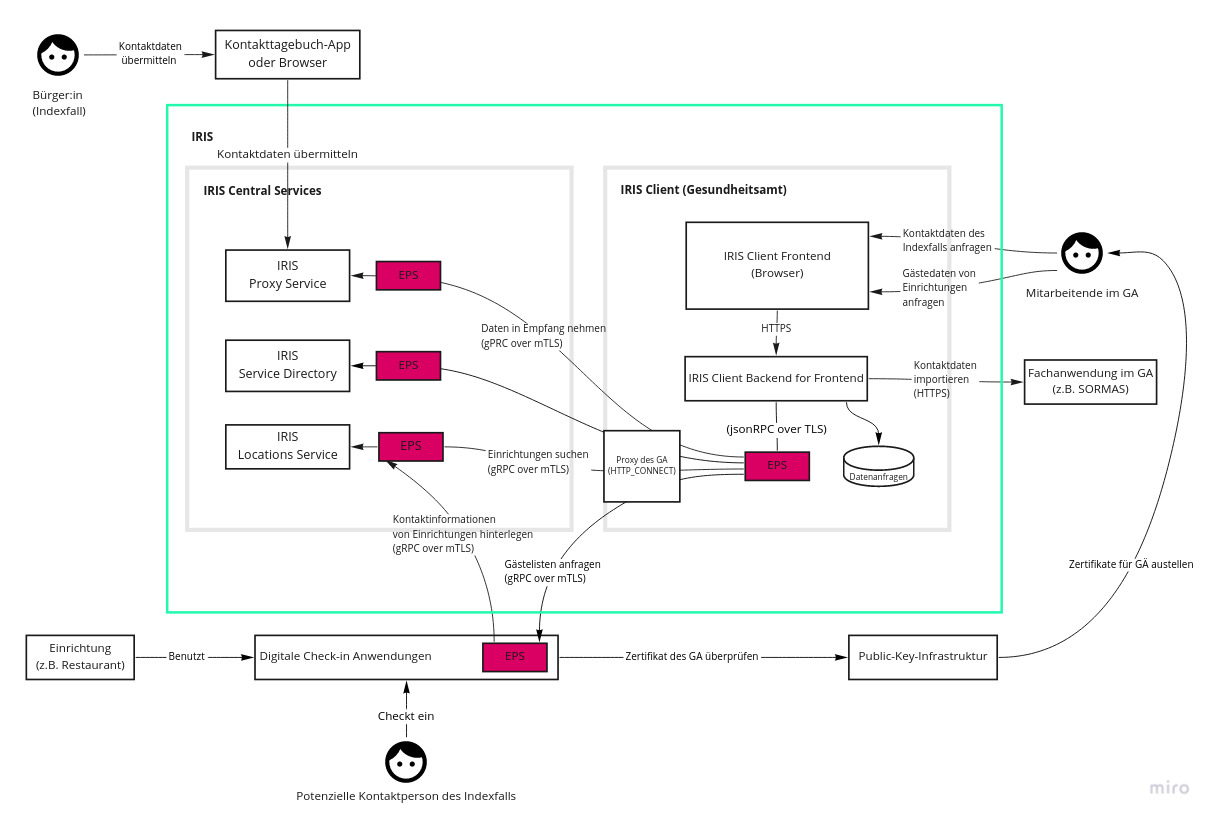 Kontaktdaten
übermitteln
Kontakttagebuch-App
oder Browser
Bürger:in
(Indexfall)
IRIS
Kontaktdaten übermitteln
IRIS Central Services
IRIS Client (Gesundheitsamt)
IRIS
Proxy Service
EPS
IRIS Client Frontend
(Browser)
Kontaktdaten des
Indexfalls anfragen
Gästedaten von
Einrichtungen
anfragen
Mitarbeitende im GA
Daten in Empfang nehmen
(gPRC over mTLS)
HTTPS
IRIS
Service Directory
EPS
IRIS Client Backend for Frontend
Kontaktdaten
importieren
(HTTPS)
Fachanwendung im GA
(z.B. SORMAS)
(jsonRPC over TLS)
IRIS
Locations Service
EPS
Einrichtungen suchen
(gRPC over mTLS)
Proxy des GA
(HTTP_CONNECT)
EPS
Datenanfragen
Kontaktinformationen
von Einrichtungen hinterlegen
(gRPC over mTLS)
Gästelisten anfragen
(gRPC over mTLS)
Zertifikate für GÄ austellen
Einrichtung
(z.B. Restaurant)
Benutzt
Digitale Check-in Anwendungen
EPS
Zertifikat des GA überprüfen
Public-Key-Infrastruktur
Checkt ein
Potenzielle Kontaktperson des Indexfalls
miro